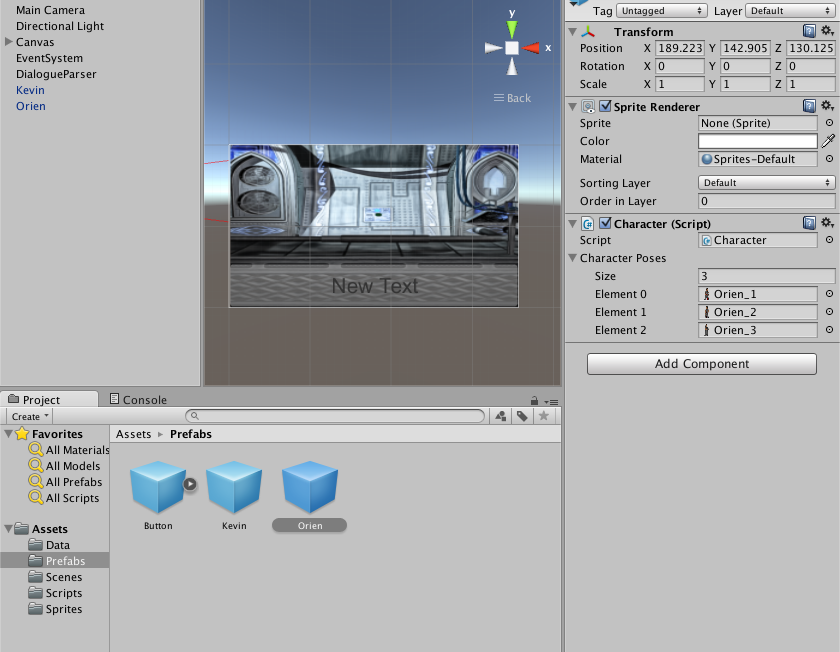 Main Camera
Directional Light
Canvas
EventSystem
DialogueParser
Kevin
Orien
y
x
Back
New Text
Tag Untagged Layer Default
Transform
Position X 189.223 Y 142.905 Z 130.125
Rotation X 0 Y 0 Z 0
Scale X 1 Y 1 Z 1
Sprite Renderer
Sprite None (Sprite)
Color
Material Sprites-Default
Sorting Layer Default
Order in Layer 0
Character (Script)
Script Character
Character Poses
Size 3
Element 0 Orien_1
Element 1 Orien_2
Element 2 Orien_3
Add Component
Project Console
Create
Favorites
All Materials
All Models
All Prefabs
All Scripts
Assets
Data
Prefabs
Scenes
Scripts
Sprites
Assets Prefabs
Button Kevin Orien